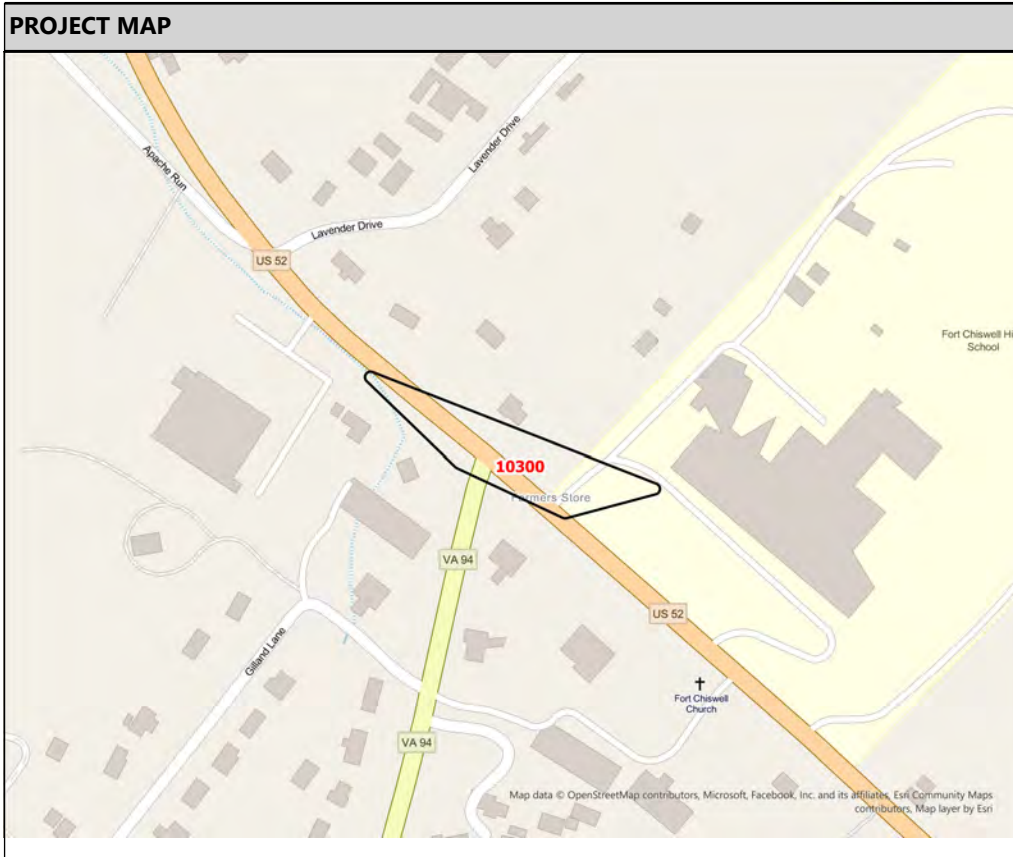 PROJECT MAP
Apache Run
Lavender Drive
Lavender Drive
US 52
Fort Chiswell Hi
School
10300
Farmers Store
VA 94
US 52
Gilland Lane
Fort Chiswell
Church
VA 94
Map data © OpenStreetMap contributors, Microsoft, Facebook, Inc. and its affiliates, Esri Community Maps
contributors, Map layer by Esri